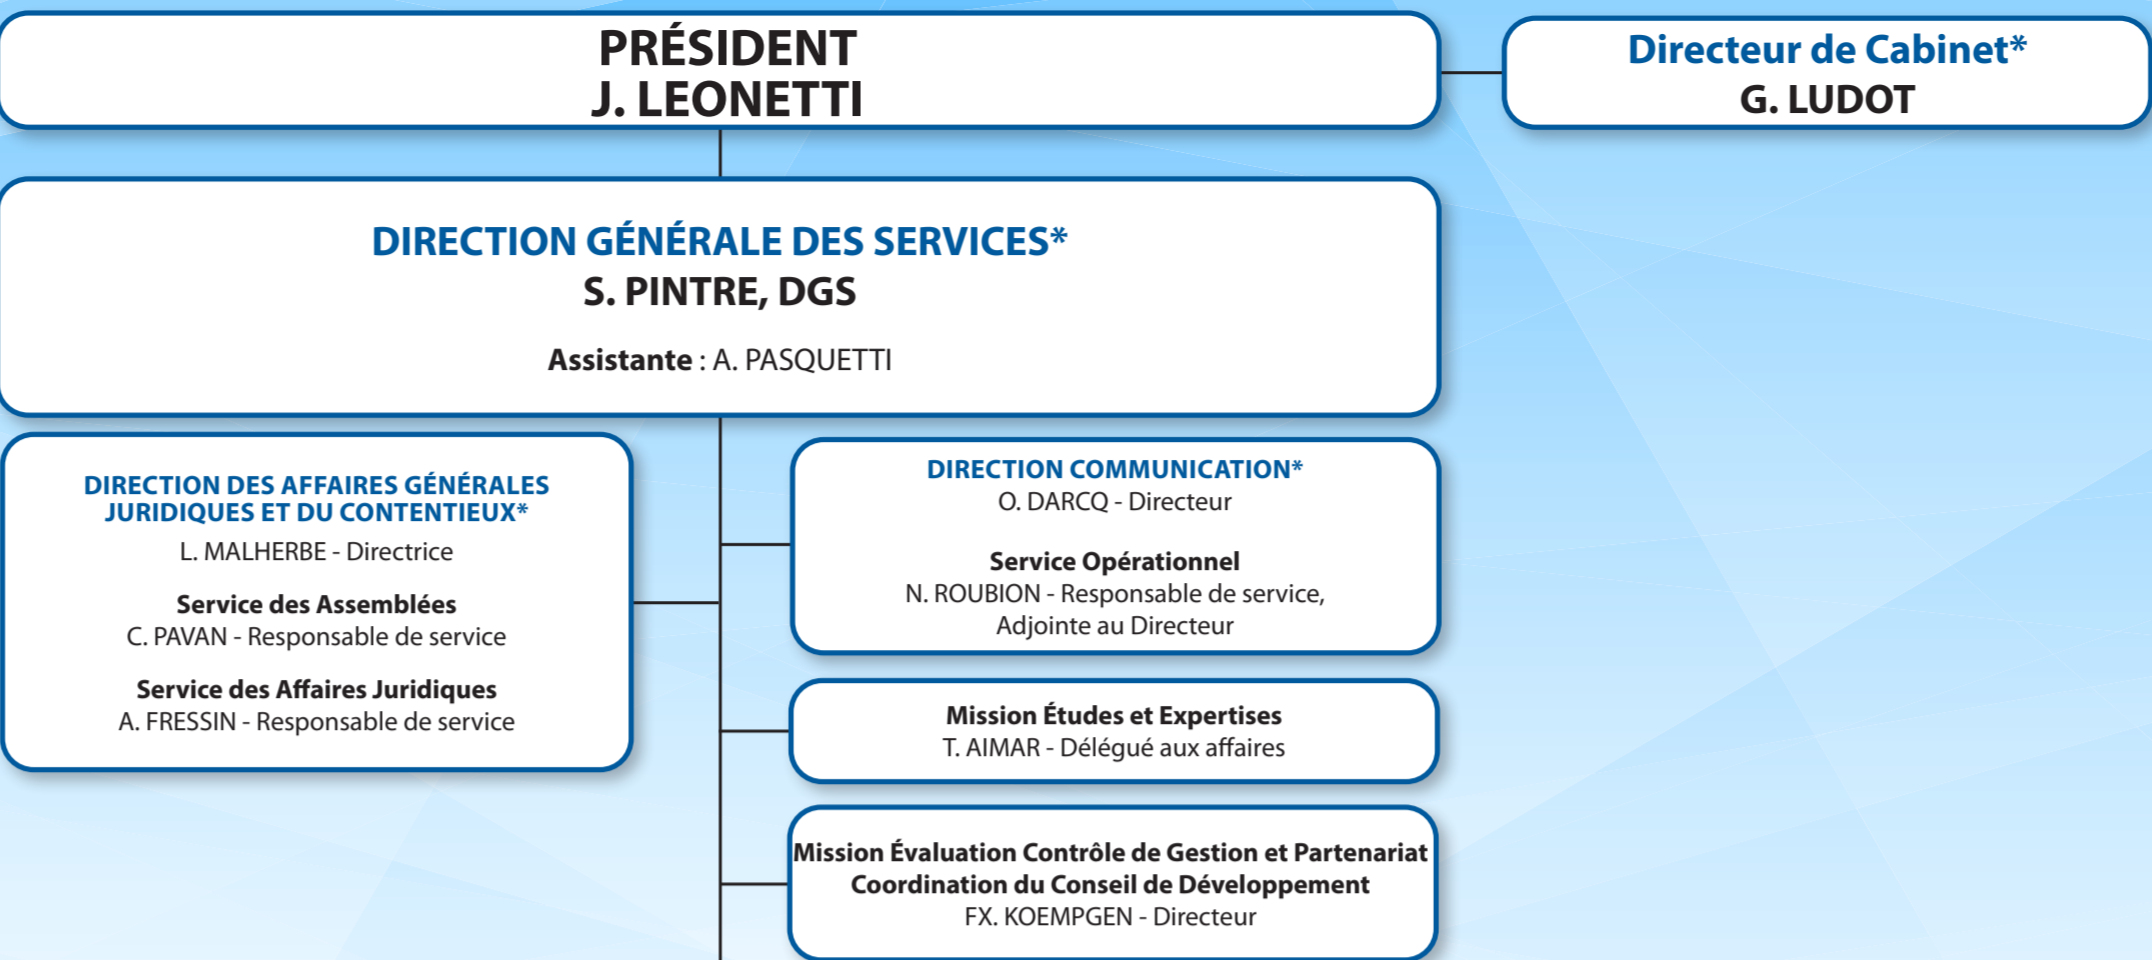 PRÉSIDENT
J. LEONETTI
Directeur de Cabinet*
G. LUDOT
DIRECTION GÉNÉRALE DES SERVICES*
S. PINTRE, DGS
Assistante : A. PASQUETTI
DIRECTION DES AFFAIRES GÉNÉRALES
JURIDIQUES ET DU CONTENTIEUX*
L. MALHERBE - Directrice
Service des Assemblées
C. PAVAN - Responsable de service
Service des Affaires Juridiques
A. FRESSIN - Responsable de service
DIRECTION COMMUNICATION*
O. DARCQ - Directeur
Service Opérationnel
N. ROUBION - Responsable de service,
Adjointe au Directeur
Mission Études et Expertises
T. AIMAR - Délégué aux affaires
Mission Évaluation Contrôle de Gestion et Partenariat
Coordination du Conseil de Développement
FX. KOEMPGEN - Directeur